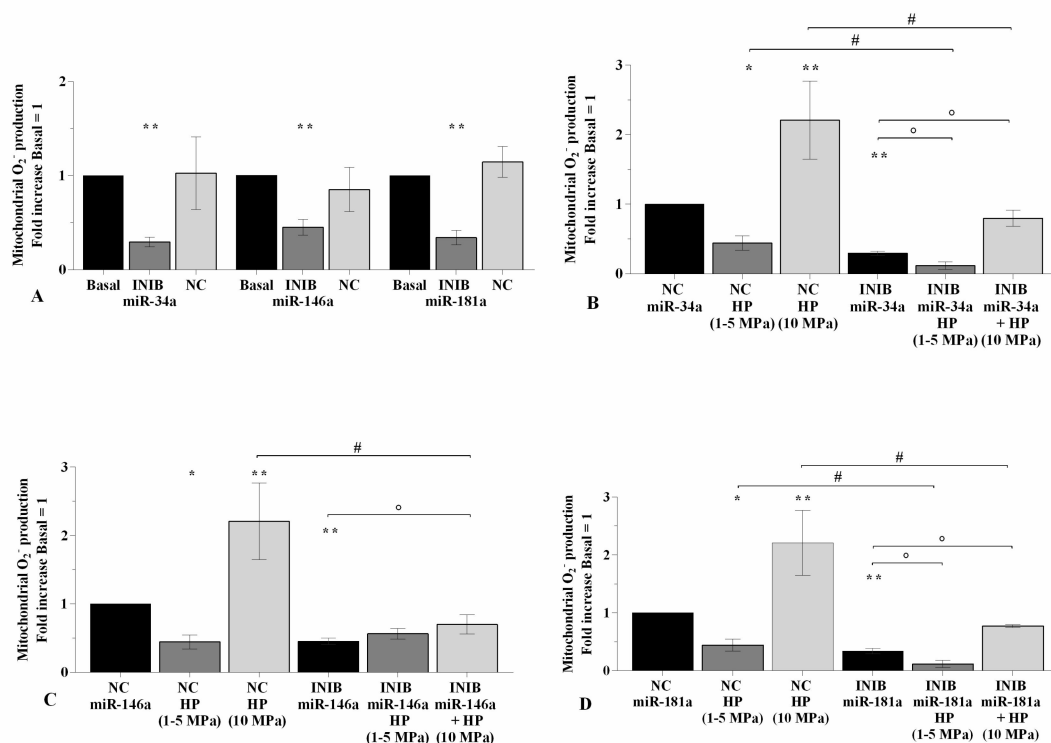 Mitochondrial O2- production
Fold increase Basal = 1
2
1
0
** ** **
Basal INIB NC Basal INIB NC Basal INIB NC
miR-34a miR-146a miR-181a
A
Mitochondrial O2- production
Fold increase Basal = 1
3
2
1
0
#
#
* **
°
°
**
NC NC NC INIB INIB INIB
miR-34a HP HP miR-34a miR-34a miR-34a
(1-5 MPa) (10 MPa) HP + HP
(1-5 MPa) (10 MPa)
B
Mitochondrial O2- production
Fold increase Basal = 1
3
2
1
0
#
* **
°
**
NC NC NC INIB INIB INIB
miR-146a HP HP miR-146a miR-146a miR-146a
(1-5 MPa) (10 MPa) HP + HP
(1-5 MPa) (10 MPa)
C
Mitochondrial O2- production
Fold increase Basal = 1
3
2
1
0
#
#
* **
°
°
**
NC NC NC INIB INIB INIB
miR-181a HP HP miR-181a miR-181a miR-181a
(1-5 MPa) (10 MPa) HP + HP
(1-5 MPa) (10 MPa)
D